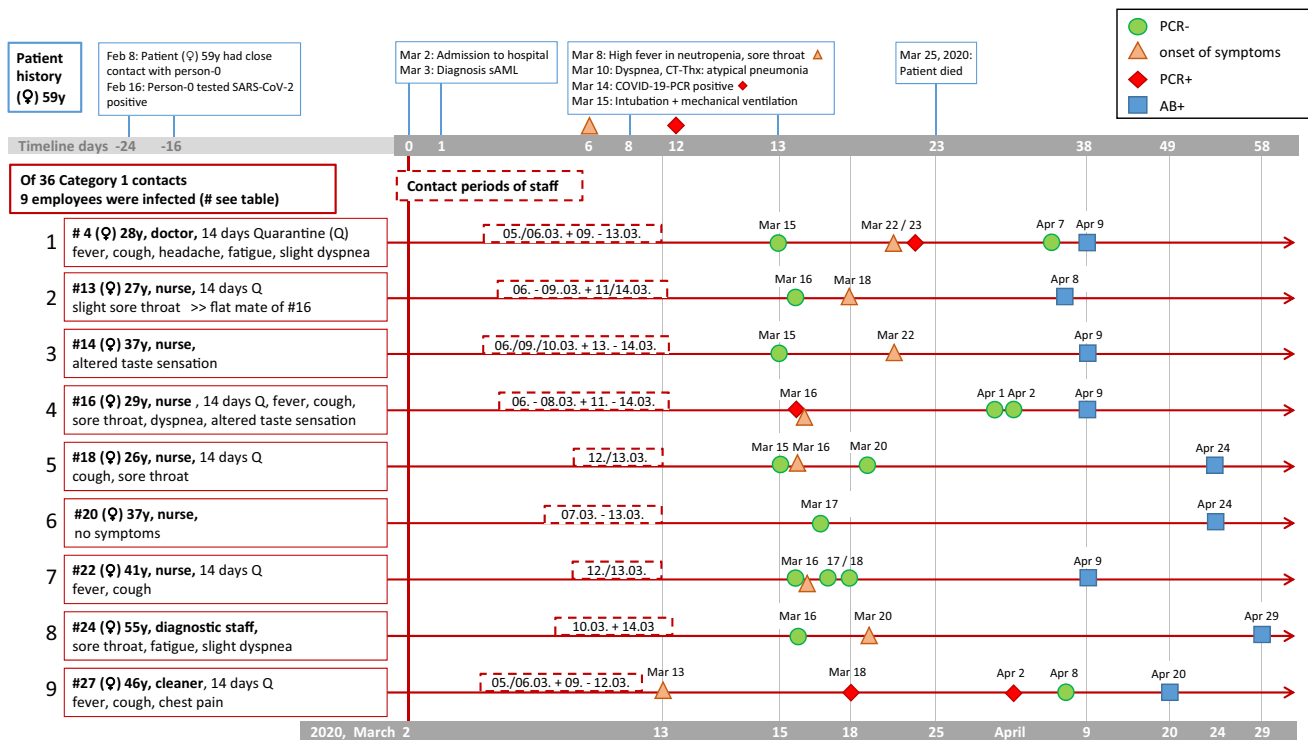 Patient
history
(♀) 59y
Feb 8: Patient (♀) 59y had close
contact with person-0
Feb 16: Person-0 tested SARS-CoV-2
positive
Mar 2: Admission to hospital
Mar 3: Diagnosis sAML
Mar 8: High fever in neutropenia, sore throat
Mar 10: Dyspnea, CT-Thx: atypical pneumonia
Mar 14: COVID-19-PCR positive
Mar 15: Intubation + mechanical ventilation
Mar 25, 2020:
Patient died
PCR-
onset of symptoms
PCR+
AB+
Timeline days -24 -16 0 1 6 8 12 13 23 38 49 58
Of 36 Category 1 contacts
9 employees were infected (# see table)
Contact periods of staff
1
# 4 (♀) 28y, doctor, 14 days Quarantine (Q)
fever, cough, headache, fatigue, slight dyspnea
05./06.03. + 09. - 13.03.
Mar 15
Mar 22 / 23
Apr 7
Apr 9
2
#13 (♀) 27y, nurse, 14 days Q
slight sore throat >> flat mate of #16
06. - 09..03. + 11/14.03.
Mar 16
Mar 18
Apr 8
3
#14 (♀) 37y, nurse,
altered taste sensation
06./09./10.03. + 13. - 14.03.
Mar 15
Mar 22
Apr 9
4
#16 (♀) 29y, nurse , 14 days Q, fever, cough,
sore throat, dyspnea, altered taste sensation
06. - 08.03. + 11. - 14.03.
Mar 16
Apr 1
Apr 2
Apr 9
5
#18 (♀) 26y, nurse, 14 days Q
cough, sore throat
12./13.03.
Mar 15
Mar 16
Mar 20
Apr 24
6
#20 (♀) 37y, nurse,
no symptoms
07.03. - 13.03.
Mar 17
Apr 24
7
#22 (♀) 41y, nurse, 14 days Q
fever, cough
12./13.03.
Mar 16
17 / 18
Apr 9
8
#24 (♀) 55y, diagnostic staff,
sore throat, fatigue, slight dyspnea
10.03. + 14.03
Mar 16
Mar 20
Apr 29
9
#27 (♀) 46y, cleaner, 14 days Q
fever, cough, chest pain
05./06.03. + 09. - 12.03.
Mar 13
Mar 18
Apr 2
Apr 8
Apr 20
2020, March 2 13 15 18 25 April 9 20 24 29